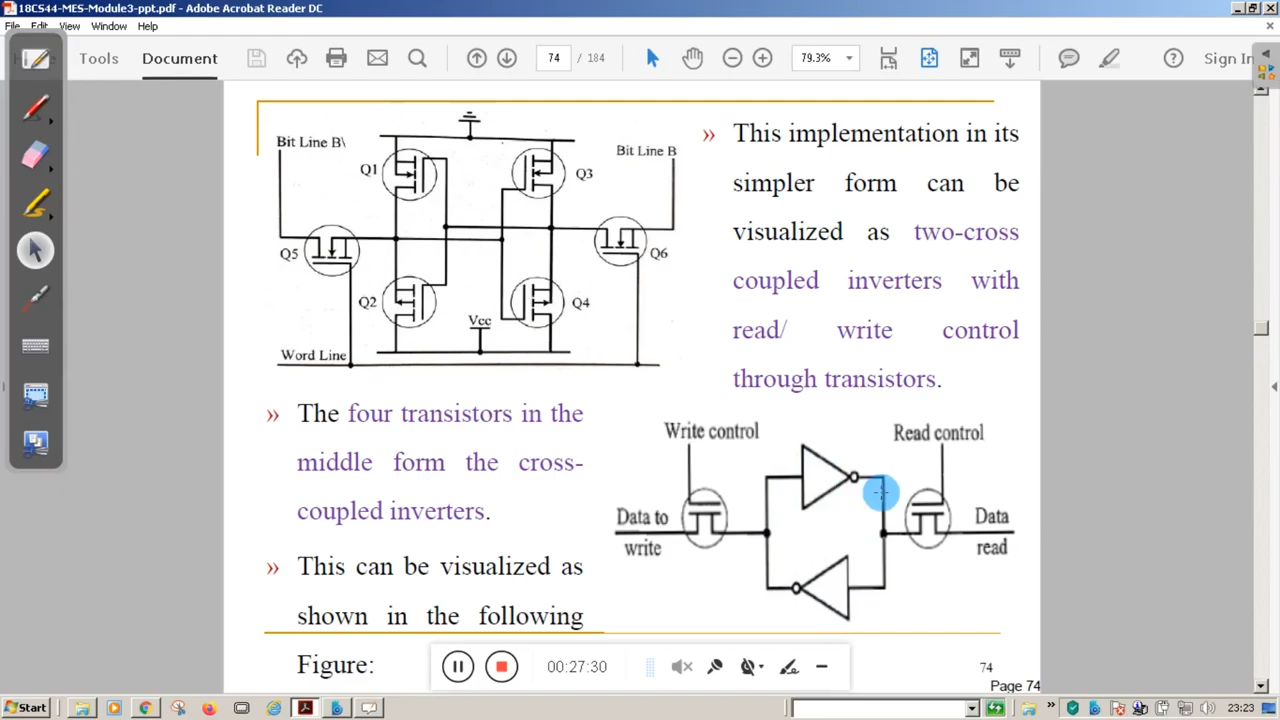 18CS44-MES-Module3-ppt.pdf - Adobe Acrobat Reader DC
File Edit View Window Help
Tools Document 74 / 184 79.3% Sign In
Bit Line B\
Q1
Q3
Bit Line B
Q5
Q6
Q2
Q4
Vcc
Word Line
» This implementation in its
simpler form can be
visualized as two-cross
coupled inverters with
read/ write control
through transistors.
» The four transistors in the
middle form the cross-
coupled inverters.
» This can be visualized as
shown in the following
Figure:
Write control
Read control
Data to
write
Data
read
00:27:30
74
Page 74
Start
23:23